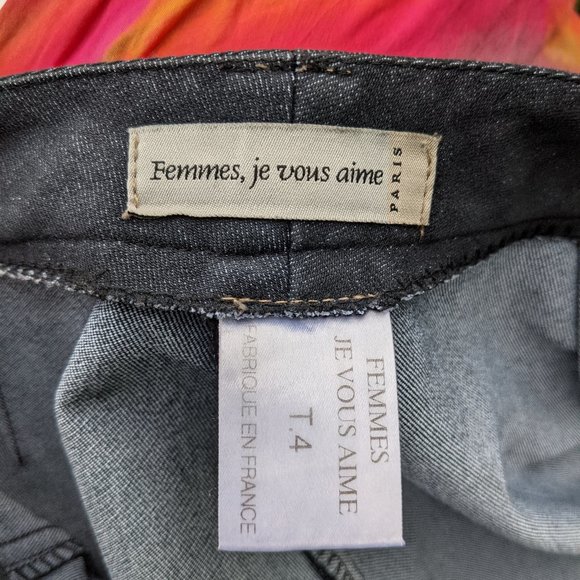 Femmes, je vous aime
PARIS
FEMMES
JE VOUS AIME
T.4
FABRIQUE EN FRANCE